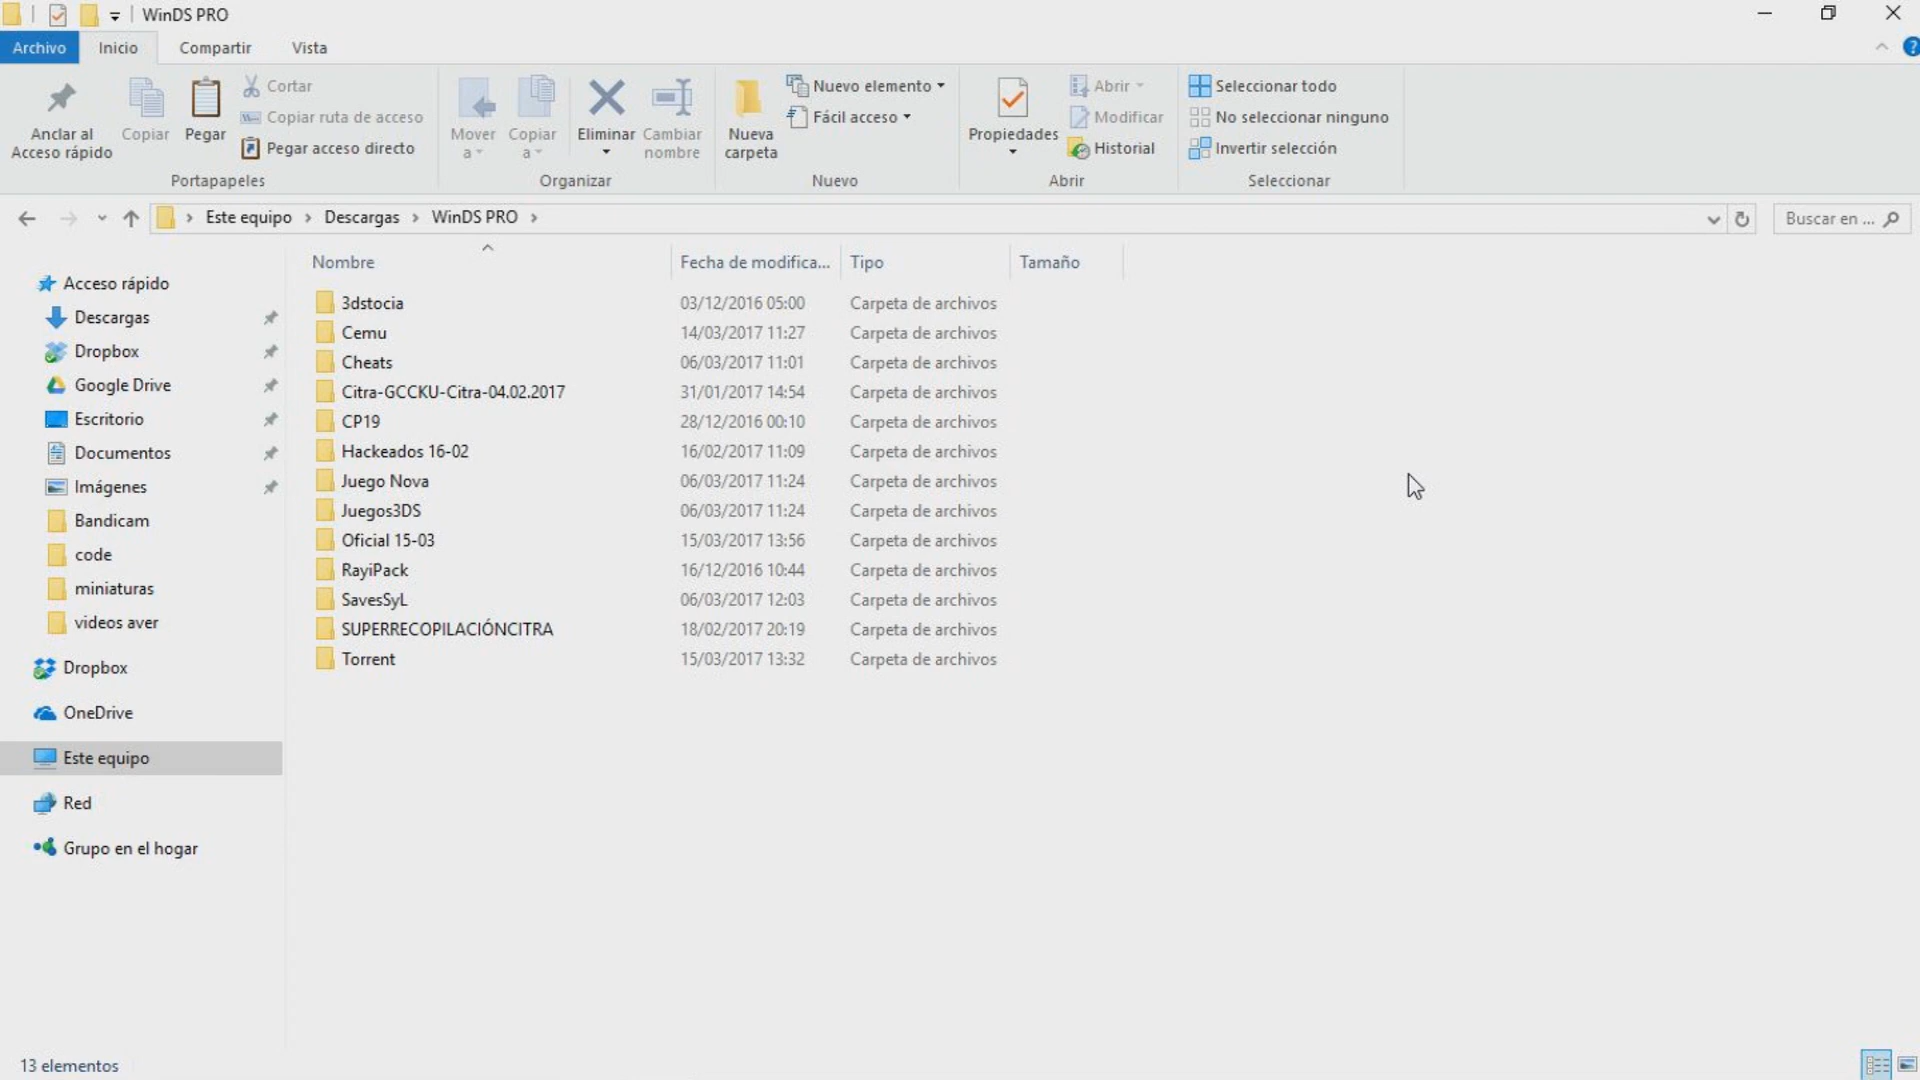 WinDS PRO
Archivo Inicio Compartir Vista
Anclar al Acceso rápido
Copiar
Pegar
Cortar
Copiar ruta de acceso
Pegar acceso directo
Portapapeles
Mover a
Copiar a
Eliminar
Cambiar nombre
Organizar
Nueva carpeta
Nuevo elemento
Fácil acceso
Nuevo
Propiedades
Abrir
Modificar
Historial
Abrir
Seleccionar todo
No seleccionar ninguno
Invertir selección
Seleccionar
Este equipo > Descargas > WinDS PRO >
Buscar en ...
Acceso rápido
Descargas
Dropbox
Google Drive
Escritorio
Documentos
Imágenes
Bandicam
code
miniaturas
videos aver
Dropbox
OneDrive
Este equipo
Red
Grupo en el hogar
Nombre Fecha de modifica... Tipo Tamaño
3dstocia 03/12/2016 05:00 Carpeta de archivos
Cemu 14/03/2017 11:27 Carpeta de archivos
Cheats 06/03/2017 11:01 Carpeta de archivos
Citra-GCCKU-Citra-04.02.2017 31/01/2017 14:54 Carpeta de archivos
CP19 28/12/2016 00:10 Carpeta de archivos
Hackeados 16-02 16/02/2017 11:09 Carpeta de archivos
Juego Nova 06/03/2017 11:24 Carpeta de archivos
Juegos3DS 06/03/2017 11:24 Carpeta de archivos
Oficial 15-03 15/03/2017 13:56 Carpeta de archivos
RayiPack 16/12/2016 10:44 Carpeta de archivos
SavesSyL 06/03/2017 12:03 Carpeta de archivos
SUPERRECOPILACIÓNCITRA 18/02/2017 20:19 Carpeta de archivos
Torrent 15/03/2017 13:32 Carpeta de archivos
13 elementos